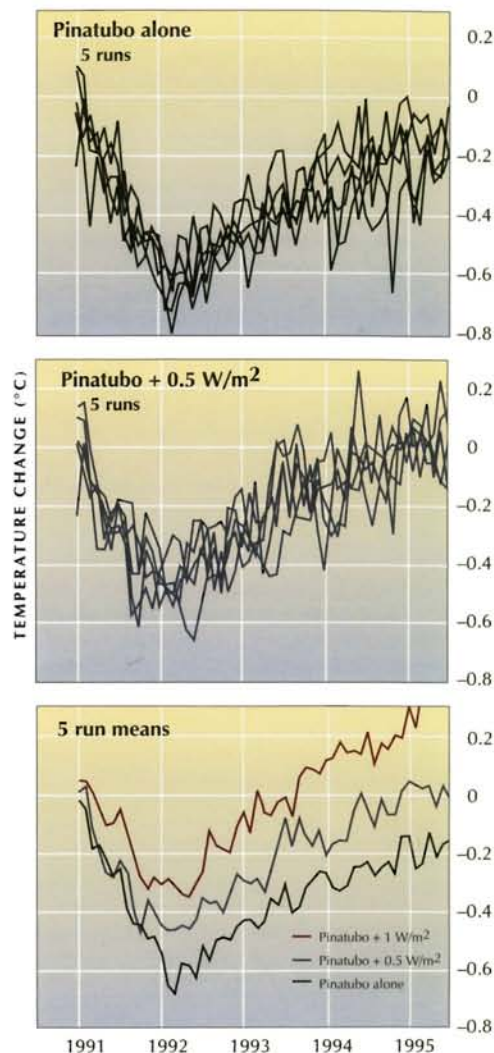 Pinatubo alone
5 runs
0.2
0
−0.2
−0.4
−0.6
−0.8
Pinatubo + 0.5 W/m²
5 runs
0.2
0
−0.2
−0.4
−0.6
−0.8
TEMPERATURE CHANGE (°C)
5 run means
0.2
0
−0.2
−0.4
−0.6
−0.8
Pinatubo + 1 W/m²
Pinatubo + 0.5 W/m²
Pinatubo alone
1991 1992 1993 1994 1995